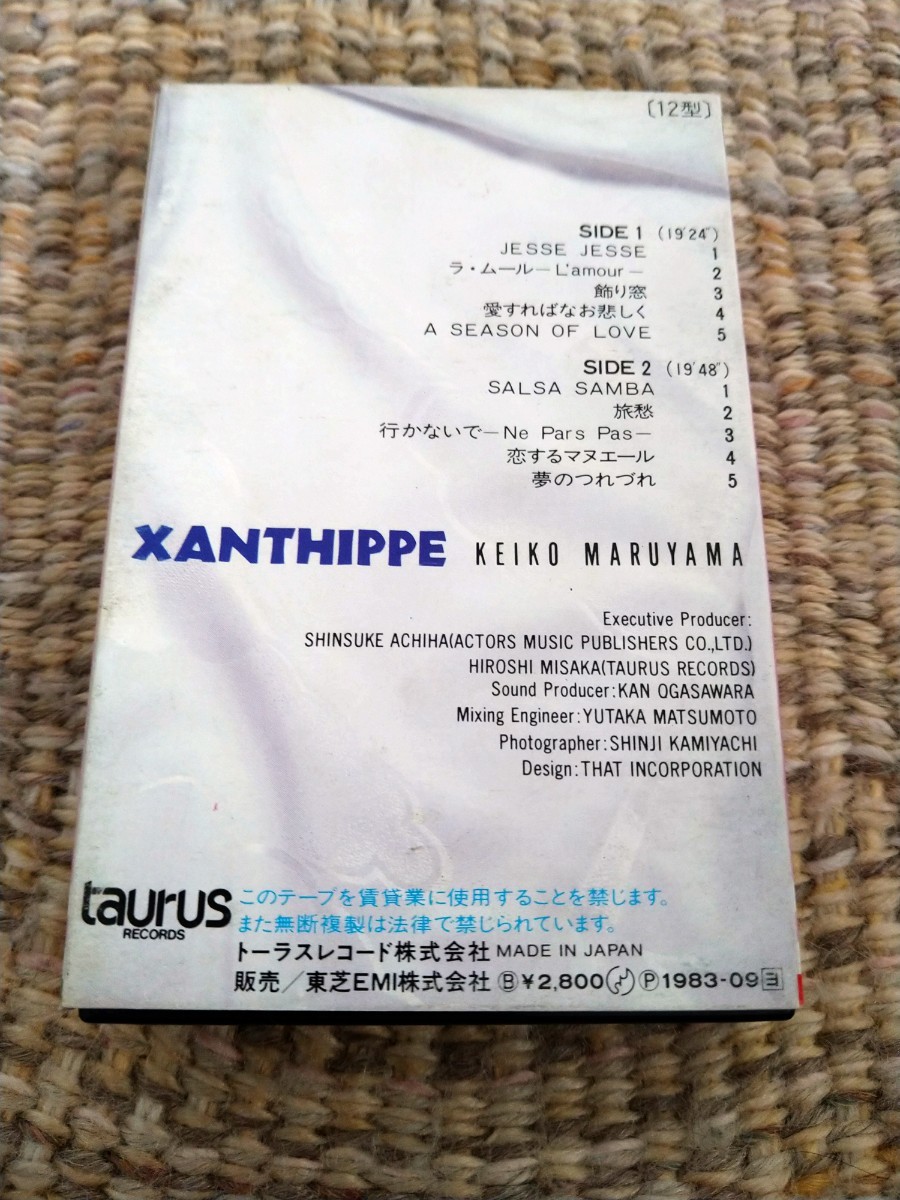 〔12型〕
SIDE 1 (19'24")
JESSE JESSE 1
ラ・ムール－L'amour－ 2
飾り窓 3
愛すればなお悲しく 4
A SEASON OF LOVE 5
SIDE 2 (19'48")
SALSA SAMBA 1
旅愁 2
行かないで－Ne Pars Pas－ 3
恋するマヌエール 4
夢のつれづれ 5
XANTHIPPE KEIKO MARUYAMA
Executive Producer:
SHINSUKE ACHIHA(ACTORS MUSIC PUBLISHERS CO.,LTD.)
HIROSHI MISAKA(TAURUS RECORDS)
Sound Producer:KAN OGASAWARA
Mixing Engineer:YUTAKA MATSUMOTO
Photographer:SHINJI KAMIYACHI
Design:THAT INCORPORATION
taurus
RECORDS
このテープを賃貸業に使用することを禁じます。
また無断複製は法律で禁じられています。
トーラスレコード株式会社 MADE IN JAPAN
販売／東芝EMI株式会社 Ⓑ¥2,800 Ⓟ1983-09 ヨ